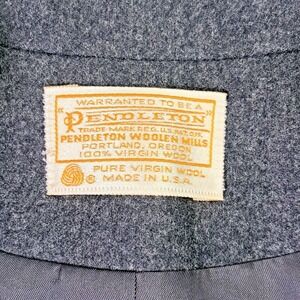 WARRANTED TO BE A
"PENDLETON"
TRADE-MARK REG. U.S. PAT. OFF.
PENDLETON WOOLEN MILLS
PORTLAND, OREGON
100% VIRGIN WOOL
® PURE VIRGIN WOOL
MADE IN U.S.A.